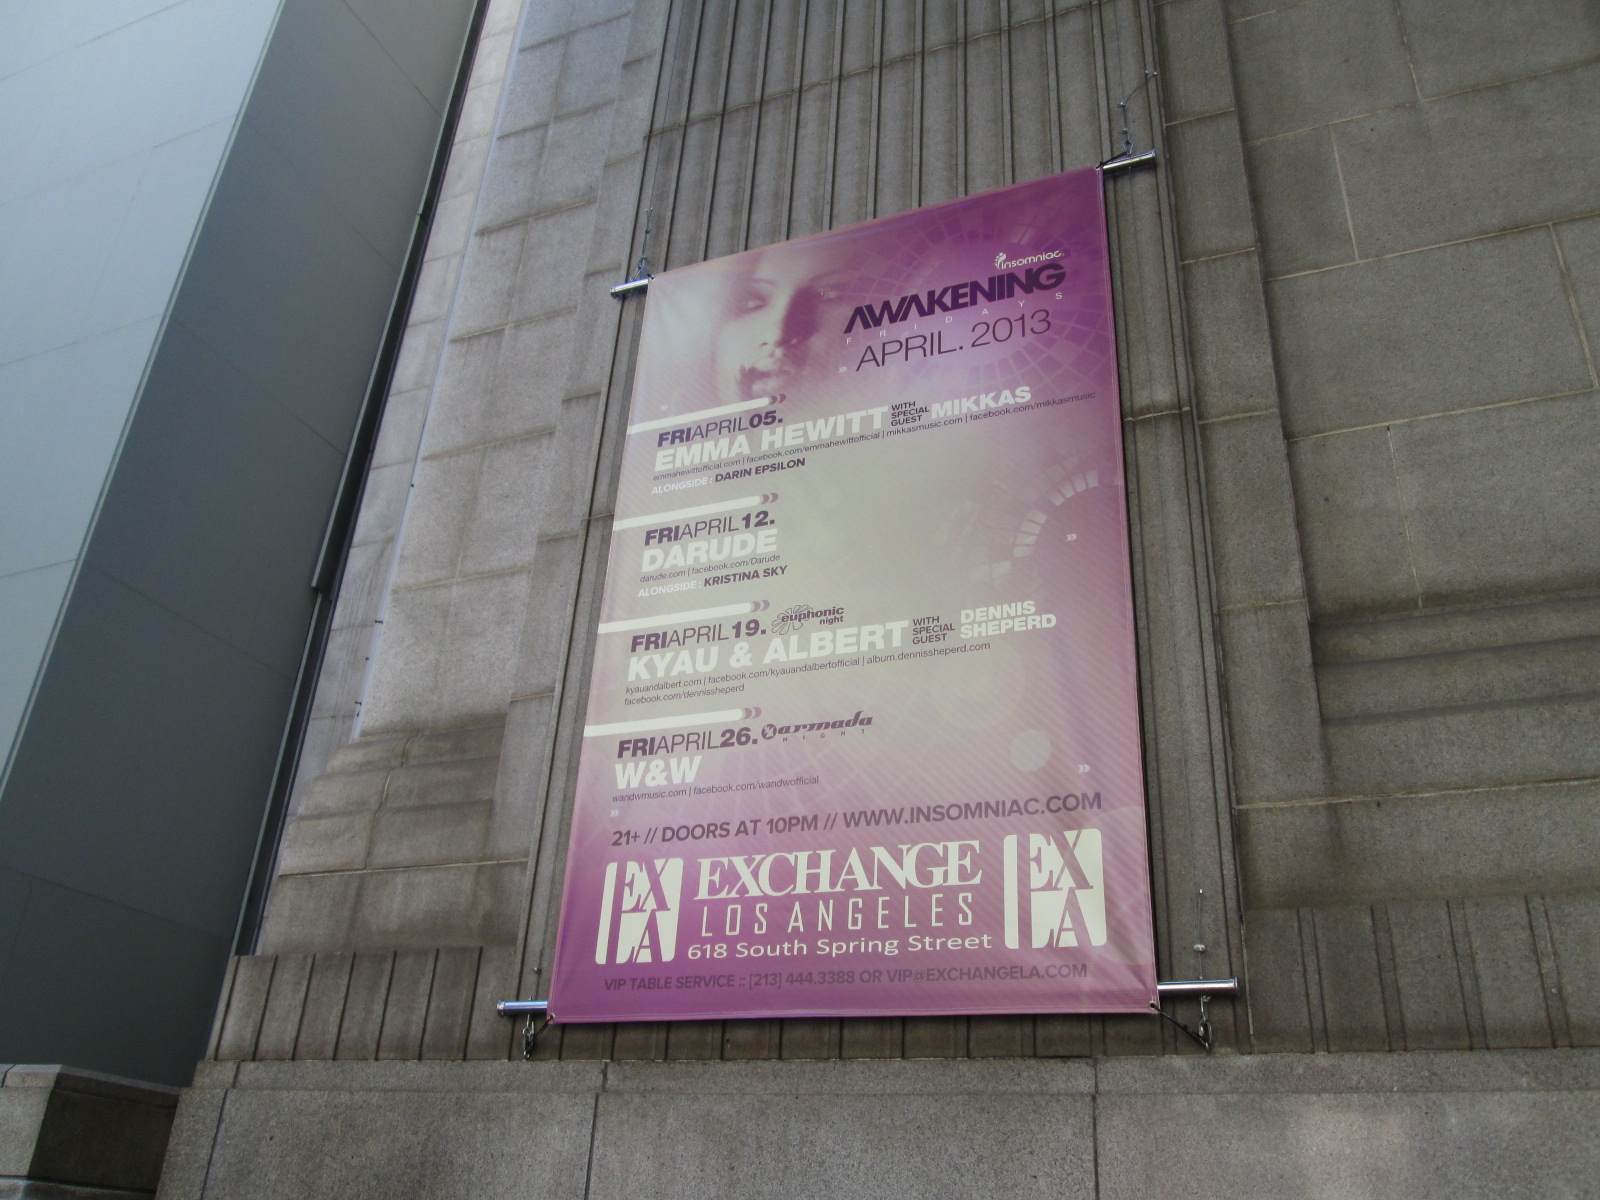 insomniac
AWAKENING
FRIDAYS
APRIL. 2013
FRIAPRIL05.
EMMA HEWITT WITH SPECIAL GUEST MIKKAS
emmahewittofficial.com | facebook.com/emmahewittofficial | mikkasmusic.com | facebook.com/mikkasmusic
ALONGSIDE : DARIN EPSILON
FRIAPRIL12.
DARUDE
darude.com | facebook.com/Darude
ALONGSIDE : KRISTINA SKY
FRIAPRIL19. euphonic night
KYAU & ALBERT WITH SPECIAL GUEST DENNIS SHEPERD
kyauandalbert.com | facebook.com/kyauandalbertofficial | album.dennissheperd.com
facebook.com/dennissheperd
FRIAPRIL26. armada NIGHT
W&W
wandwmusic.com | facebook.com/wandwofficial
21+ // DOORS AT 10PM // WWW.INSOMNIAC.COM
EX LA EXCHANGE EX LA
LOS ANGELES
618 South Spring Street
VIP TABLE SERVICE :: [213] 444.3388 OR VIP@EXCHANGELA.COM